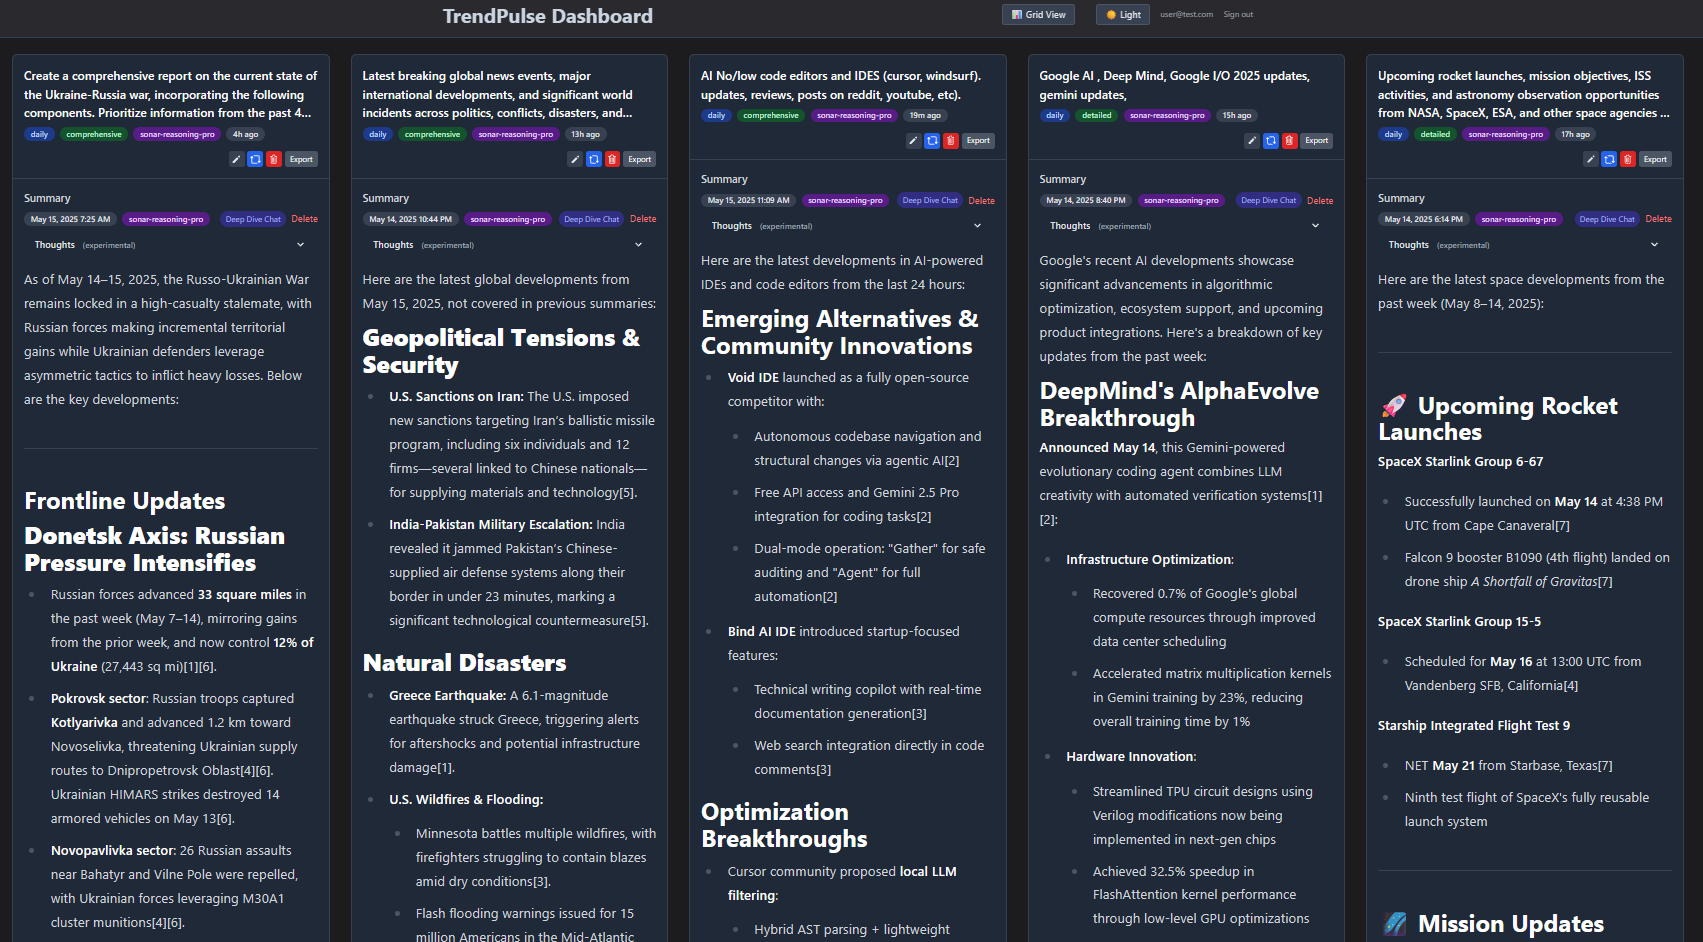 TrendPulse Dashboard
Grid View
Light
user@test.com
Sign out
Create a comprehensive report on the current state of
the Ukraine-Russia war, incorporating the following
components. Prioritize information from the past 4...
daily comprehensive sonar-reasoning-pro 4h ago
Export
Summary
May 15, 2025 7:25 AM sonar-reasoning-pro Deep Dive Chat Delete
Thoughts (experimental)
As of May 14–15, 2025, the Russo-Ukrainian War
remains locked in a high-casualty stalemate, with
Russian forces making incremental territorial
gains while Ukrainian defenders leverage
asymmetric tactics to inflict heavy losses. Below
are the key developments:
Frontline Updates
Donetsk Axis: Russian
Pressure Intensifies
Russian forces advanced 33 square miles in
the past week (May 7–14), mirroring gains
from the prior week, and now control 12% of
Ukraine (27,443 sq mi)[1][6].
Pokrovsk sector: Russian troops captured
Kotlyarivka and advanced 1.2 km toward
Novoselivka, threatening Ukrainian supply
routes to Dnipropetrovsk Oblast[4][6].
Ukrainian HIMARS strikes destroyed 14
armored vehicles on May 13[6].
Novopavlivka sector: 26 Russian assaults
near Bahatyr and Vilne Pole were repelled,
with Ukrainian forces leveraging M30A1
cluster munitions[4][6].
Latest breaking global news events, major
international developments, and significant world
incidents across politics, conflicts, disasters, and...
daily comprehensive sonar-reasoning-pro 13h ago
Export
Summary
May 14, 2025 10:44 PM sonar-reasoning-pro Deep Dive Chat Delete
Thoughts (experimental)
Here are the latest global developments from
May 15, 2025, not covered in previous summaries:
Geopolitical Tensions &
Security
U.S. Sanctions on Iran: The U.S. imposed
new sanctions targeting Iran's ballistic missile
program, including six individuals and 12
firms—several linked to Chinese nationals—
for supplying materials and technology[5].
India-Pakistan Military Escalation: India
revealed it jammed Pakistan's Chinese-
supplied air defense systems along their
border in under 23 minutes, marking a
significant technological countermeasure[5].
Natural Disasters
Greece Earthquake: A 6.1-magnitude
earthquake struck Greece, triggering alerts
for aftershocks and potential infrastructure
damage[1].
U.S. Wildfires & Flooding:
Minnesota battles multiple wildfires, with
firefighters struggling to contain blazes
amid dry conditions[3].
Flash flooding warnings issued for 15
million Americans in the Mid-Atlantic
AI No/low code editors and IDES (cursor, windsurf).
updates, reviews, posts on reddit, youtube, etc).
daily comprehensive sonar-reasoning-pro 19m ago
Export
Summary
May 15, 2025 11:09 AM sonar-reasoning-pro Deep Dive Chat Delete
Thoughts (experimental)
Here are the latest developments in AI-powered
IDEs and code editors from the last 24 hours:
Emerging Alternatives &
Community Innovations
Void IDE launched as a fully open-source
competitor with:
Autonomous codebase navigation and
structural changes via agentic AI[2]
Free API access and Gemini 2.5 Pro
integration for coding tasks[2]
Dual-mode operation: "Gather" for safe
auditing and "Agent" for full
automation[2]
Bind AI IDE introduced startup-focused
features:
Technical writing copilot with real-time
documentation generation[3]
Web search integration directly in code
comments[3]
Optimization
Breakthroughs
Cursor community proposed local LLM
filtering:
Hybrid AST parsing + lightweight
Google AI , Deep Mind, Google I/O 2025 updates,
gemini updates,
daily detailed sonar-reasoning-pro 15h ago
Export
Summary
May 14, 2025 8:40 PM sonar-reasoning-pro Deep Dive Chat Delete
Thoughts (experimental)
Google's recent AI developments showcase
significant advancements in algorithmic
optimization, ecosystem support, and upcoming
product integrations. Here's a breakdown of key
updates from the past week:
DeepMind's AlphaEvolve
Breakthrough
Announced May 14, this Gemini-powered
evolutionary coding agent combines LLM
creativity with automated verification systems[1]
[2]:
Infrastructure Optimization:
Recovered 0.7% of Google's global
compute resources through improved
data center scheduling
Accelerated matrix multiplication kernels
in Gemini training by 23%, reducing
overall training time by 1%
Hardware Innovation:
Streamlined TPU circuit designs using
Verilog modifications now being
implemented in next-gen chips
Achieved 32.5% speedup in
FlashAttention kernel performance
through low-level GPU optimizations
Upcoming rocket launches, mission objectives, ISS
activities, and astronomy observation opportunities
from NASA, SpaceX, ESA, and other space agencies ...
daily detailed sonar-reasoning-pro 17h ago
Export
Summary
May 14, 2025 6:14 PM sonar-reasoning-pro Deep Dive Chat Delete
Thoughts (experimental)
Here are the latest space developments from the
past week (May 8–14, 2025):
🚀 Upcoming Rocket
Launches
SpaceX Starlink Group 6-67
Successfully launched on May 14 at 4:38 PM
UTC from Cape Canaveral[7]
Falcon 9 booster B1090 (4th flight) landed on
drone ship A Shortfall of Gravitas[7]
SpaceX Starlink Group 15-5
Scheduled for May 16 at 13:00 UTC from
Vandenberg SFB, California[4]
Starship Integrated Flight Test 9
NET May 21 from Starbase, Texas[7]
Ninth test flight of SpaceX's fully reusable
launch system
Mission Updates